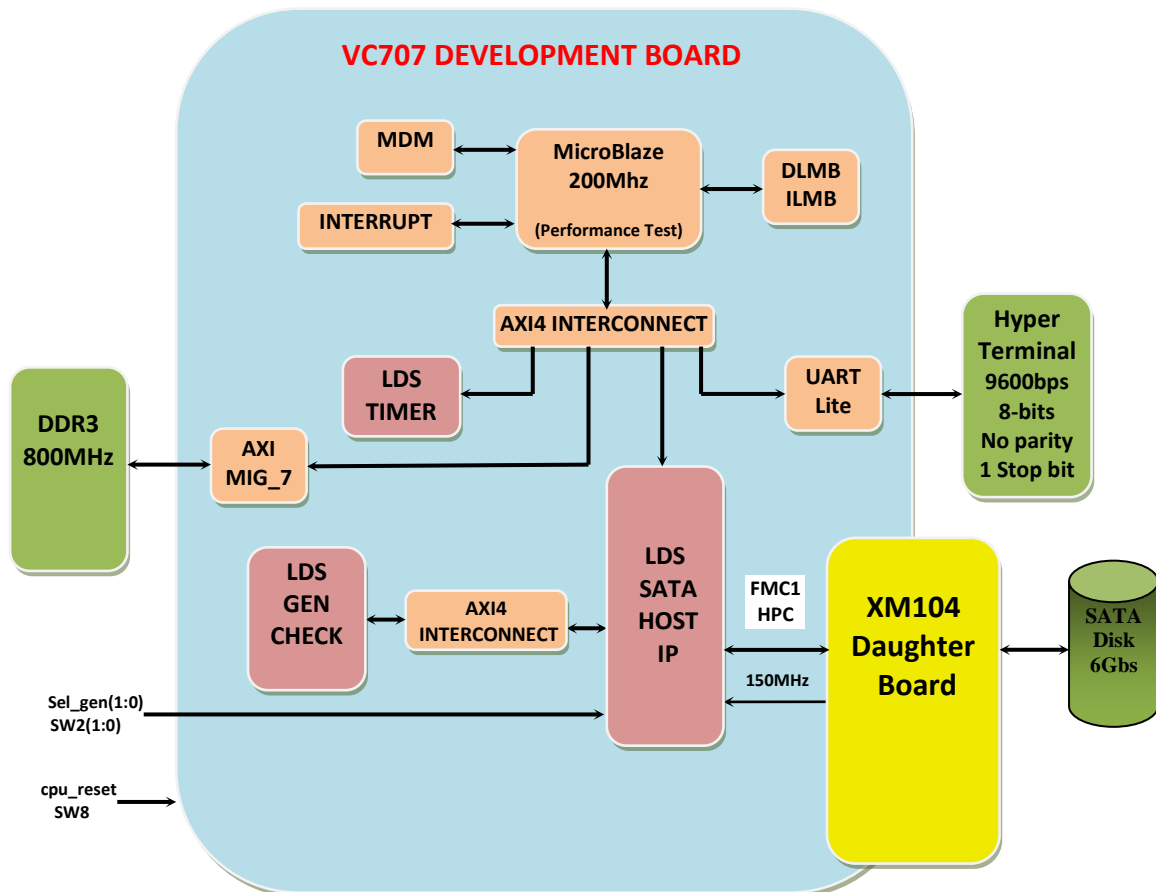 VC707 DEVELOPMENT BOARD
MDM
MicroBlaze
200Mhz
(Performance Test)
DLMB
ILMB
INTERRUPT
AXI4 INTERCONNECT
Hyper
Terminal
9600bps
8-bits
No parity
1 Stop bit
LDS
TIMER
UART
Lite
DDR3
800MHz
AXI
MIG_7
LDS
GEN
CHECK
AXI4
INTERCONNECT
LDS
SATA
HOST
IP
FMC1
HPC
150MHz
XM104
Daughter
Board
SATA
Disk
6Gbs
Sel_gen(1:0)
SW2(1:0)
cpu_reset
SW8